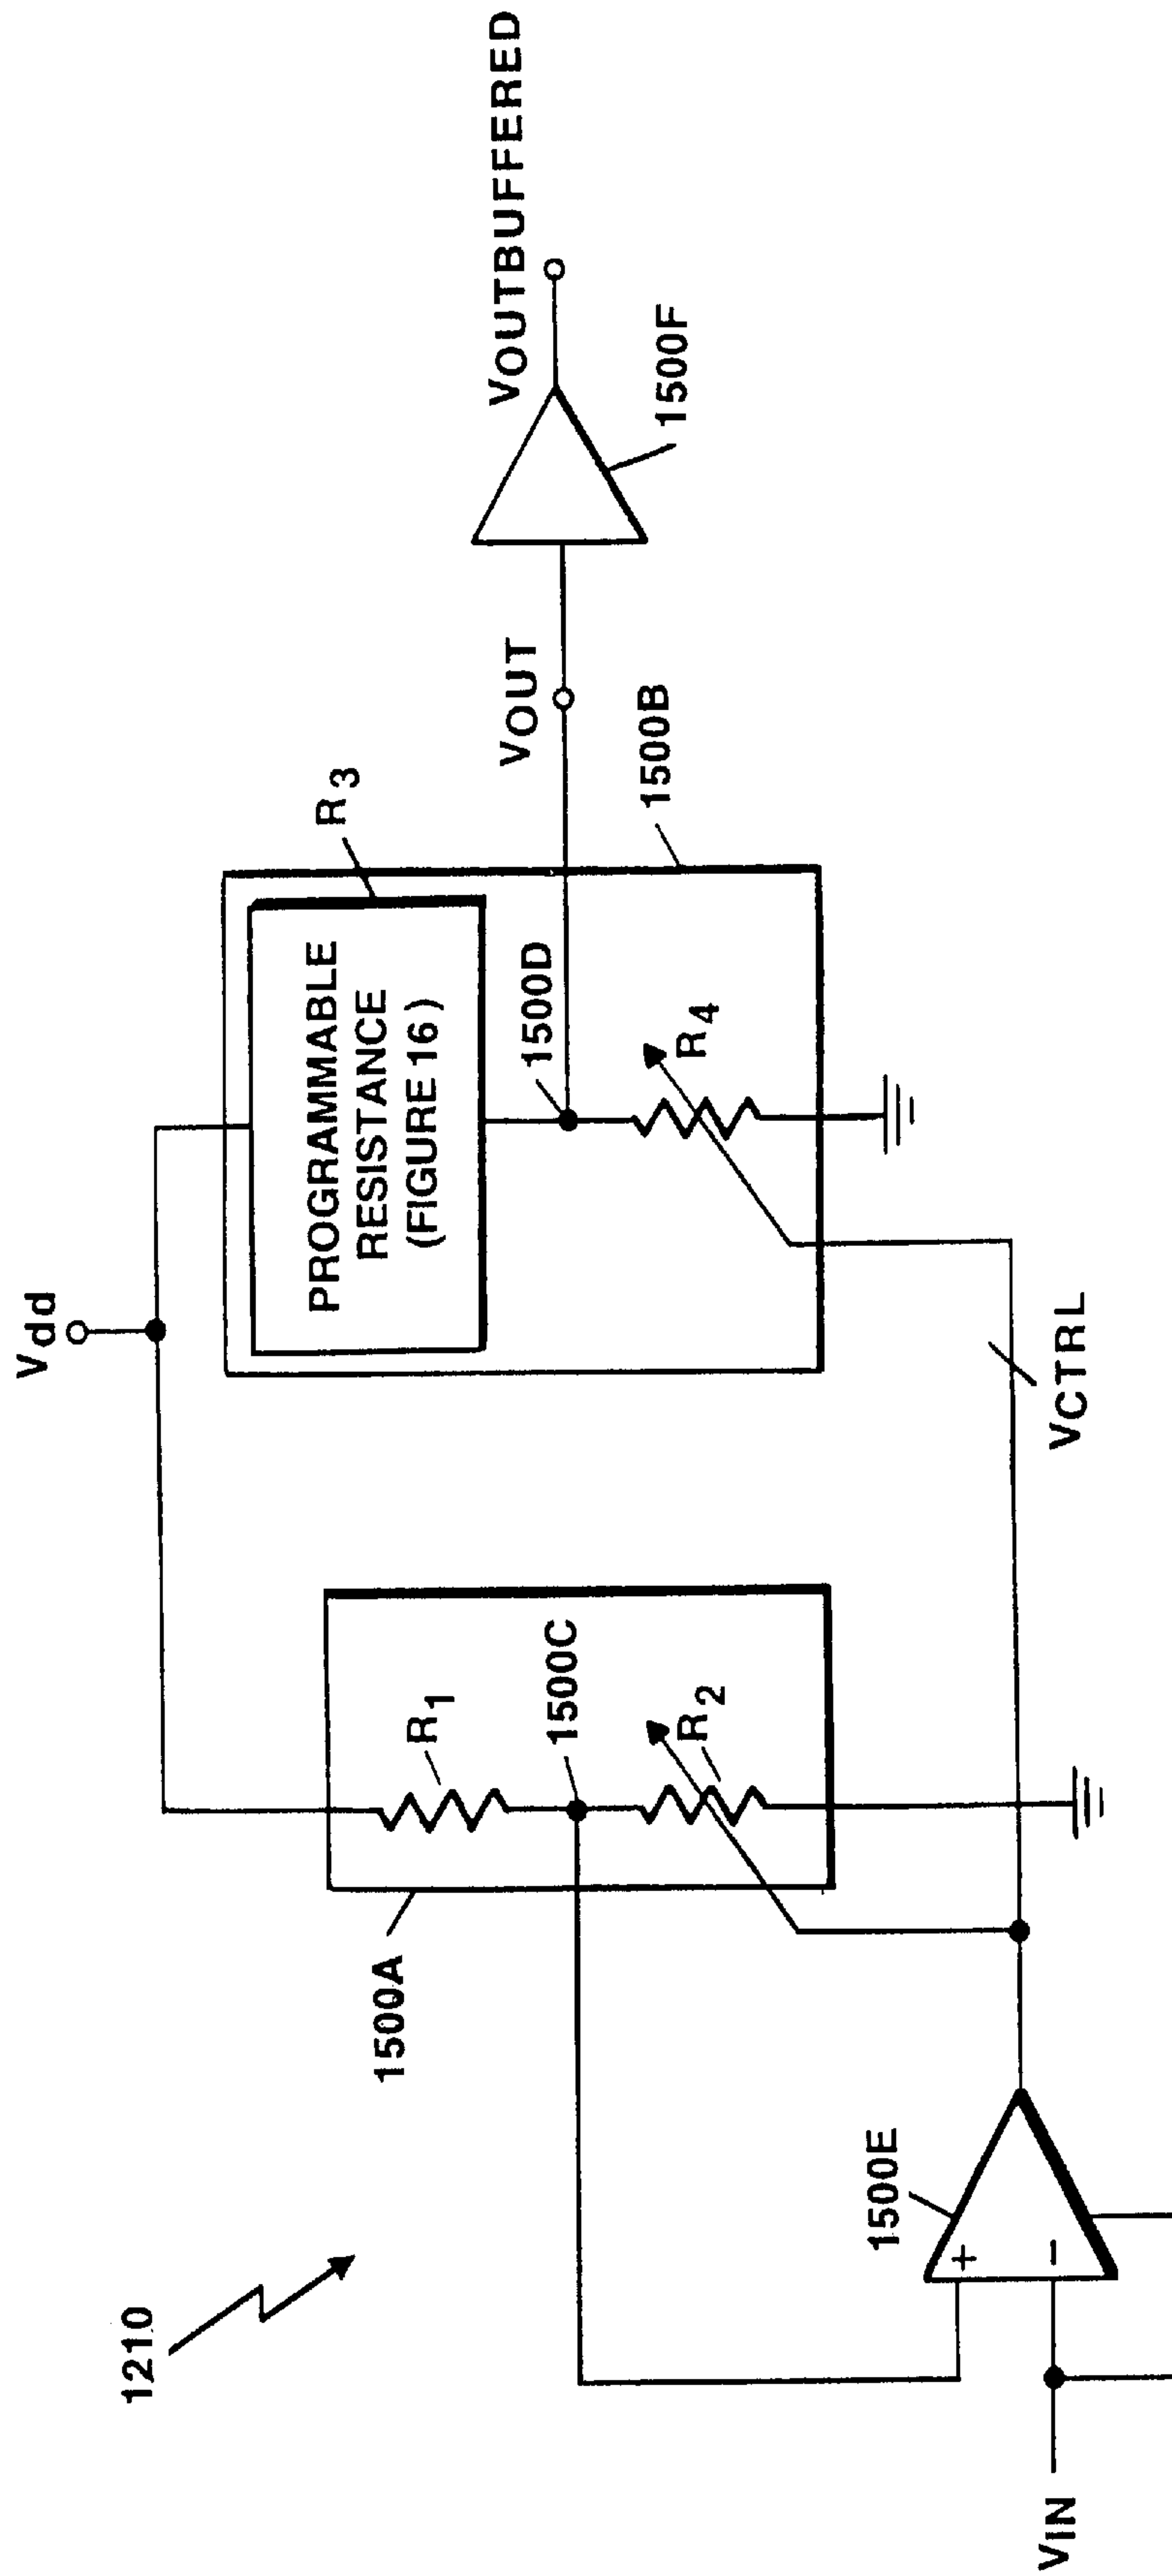 1210
Vdd
R3
PROGRAMMABLE
RESISTANCE
(FIGURE 16)
VOUTBUFFERED
R1
1500C
1500D
VOUT
1500F
1500A
R2
R4
1500B
1500E
+
−
VIN
VCTRL